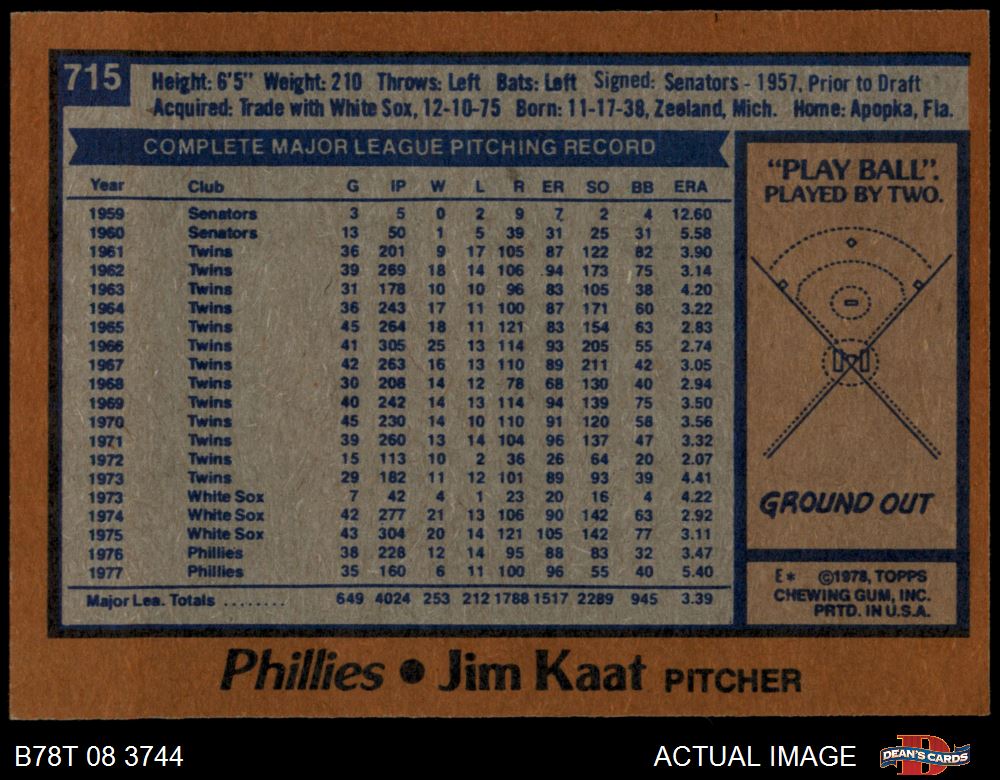 715
Height: 6'5" Weight: 210 Throws: Left Bats: Left Signed: Senators - 1957, Prior to Draft
Acquired: Trade with White Sox, 12-10-75 Born: 11-17-38, Zeeland, Mich. Home: Apopka, Fla.
COMPLETE MAJOR LEAGUE PITCHING RECORD
Year Club G IP W L R ER SO BB ERA
1959 Senators 3 5 0 2 9 7 2 4 12.60
1960 Senators 13 50 1 5 39 31 25 31 5.58
1961 Twins 36 201 9 17 105 87 122 82 3.90
1962 Twins 39 269 18 14 106 94 173 75 3.14
1963 Twins 31 178 10 10 96 83 105 38 4.20
1964 Twins 36 243 17 11 100 87 171 60 3.22
1965 Twins 45 264 18 11 121 83 154 63 2.83
1966 Twins 41 305 25 13 114 93 205 55 2.74
1967 Twins 42 263 16 13 110 89 211 42 3.05
1968 Twins 30 208 14 12 78 68 130 40 2.94
1969 Twins 40 242 14 13 114 94 139 75 3.50
1970 Twins 45 230 14 10 110 91 120 58 3.56
1971 Twins 39 260 13 14 104 96 137 47 3.32
1972 Twins 15 113 10 2 36 26 64 20 2.07
1973 Twins 29 182 11 12 101 89 93 39 4.41
1973 White Sox 7 42 4 1 23 20 16 4 4.22
1974 White Sox 42 277 21 13 106 90 142 63 2.92
1975 White Sox 43 304 20 14 121 105 142 77 3.11
1976 Phillies 38 228 12 14 95 88 83 32 3.47
1977 Phillies 35 160 6 11 100 96 55 40 5.40
Major Lea. Totals ........ 649 4024 253 212 1788 1517 2289 945 3.39
"PLAY BALL":
PLAYED BY TWO.
GROUND OUT
E* ©1978, TOPPS
CHEWING GUM, INC.
PRTD. IN U.S.A.
Phillies • Jim Kaat PITCHER
B78T 08 3744
ACTUAL IMAGE
D
DEAN'S CARDS